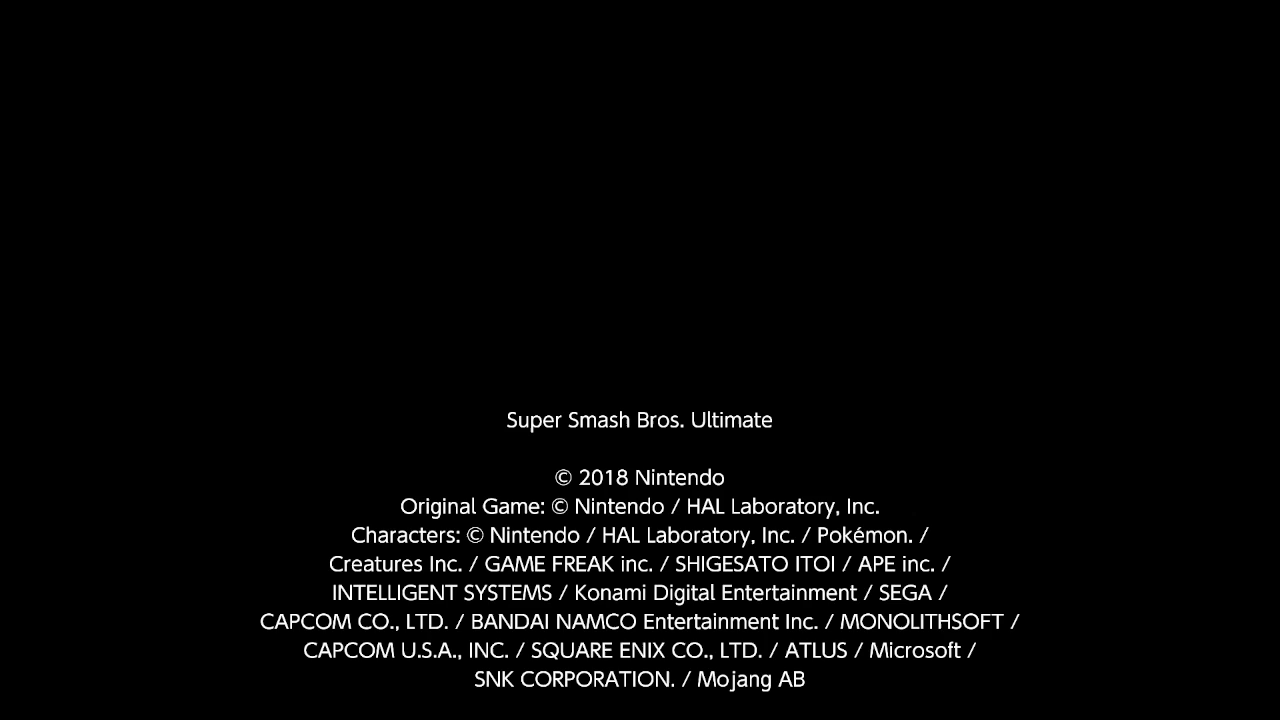 Super Smash Bros. Ultimate
© 2018 Nintendo
Original Game: © Nintendo / HAL Laboratory, Inc.
Characters: © Nintendo / HAL Laboratory, Inc. / Pokémon. /
Creatures Inc. / GAME FREAK inc. / SHIGESATO ITOI / APE inc. /
INTELLIGENT SYSTEMS / Konami Digital Entertainment / SEGA /
CAPCOM CO., LTD. / BANDAI NAMCO Entertainment Inc. / MONOLITHSOFT /
CAPCOM U.S.A., INC. / SQUARE ENIX CO., LTD. / ATLUS / Microsoft /
SNK CORPORATION. / Mojang AB